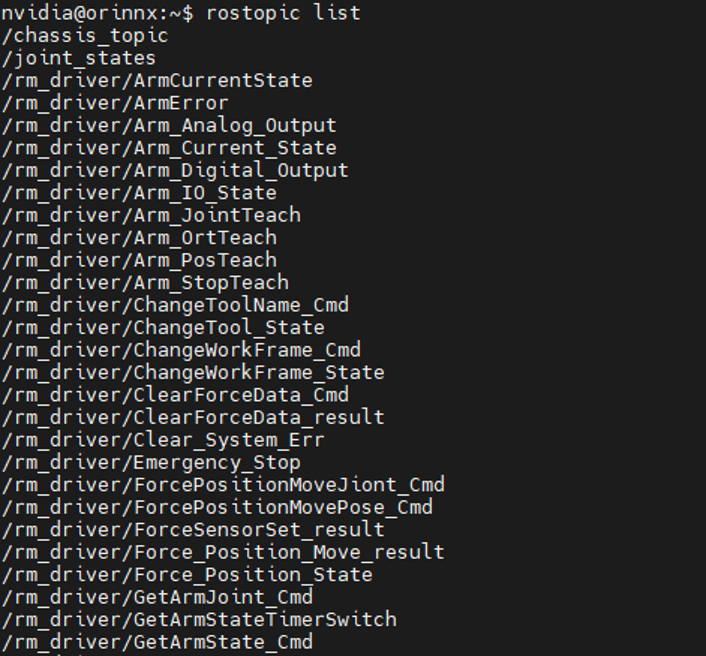 nvidia@orinnx:~$ rostopic list
/chassis_topic
/joint_states
/rm_driver/ArmCurrentState
/rm_driver/ArmError
/rm_driver/Arm_Analog_Output
/rm_driver/Arm_Current_State
/rm_driver/Arm_Digital_Output
/rm_driver/Arm_IO_State
/rm_driver/Arm_JointTeach
/rm_driver/Arm_OrtTeach
/rm_driver/Arm_PosTeach
/rm_driver/Arm_StopTeach
/rm_driver/ChangeToolName_Cmd
/rm_driver/ChangeTool_State
/rm_driver/ChangeWorkFrame_Cmd
/rm_driver/ChangeWorkFrame_State
/rm_driver/ClearForceData_Cmd
/rm_driver/ClearForceData_result
/rm_driver/Clear_System_Err
/rm_driver/Emergency_Stop
/rm_driver/ForcePositionMoveJiont_Cmd
/rm_driver/ForcePositionMovePose_Cmd
/rm_driver/ForceSensorSet_result
/rm_driver/Force_Position_Move_result
/rm_driver/Force_Position_State
/rm_driver/GetArmJoint_Cmd
/rm_driver/GetArmStateTimerSwitch
/rm_driver/GetArmState_Cmd